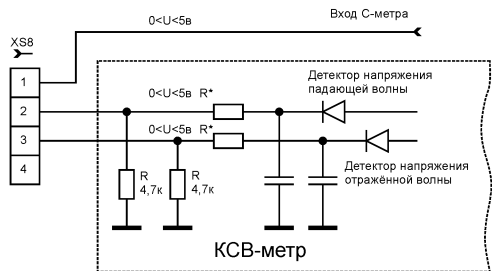 Вход С-метра
0<U<5в
XS8
1
2
3
4
0<U<5в R*
0<U<5в R*
Детектор напряжения
падающей волны
Детектор напряжения
отражённой волны
R
4,7к
R
4,7к
КСВ-метр